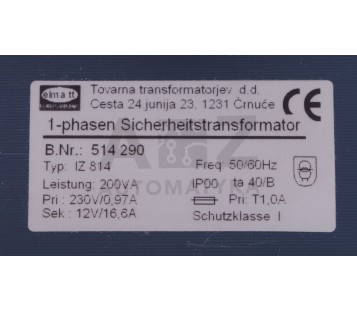 elma tt
Tovarna transformatorjev d.d.
Cesta 24 junija 23, 1231 Črnuče
CE
1-phasen Sicherheitstransformator
B.Nr.: 514 290
Typ: IZ 814
Freq: 50/60Hz
Leistung: 200VA
IP00 ta 40/B
Pri : 230V/0,97A
Pri: T1,0A
Sek : 12V/16,6A
Schutzklasse I